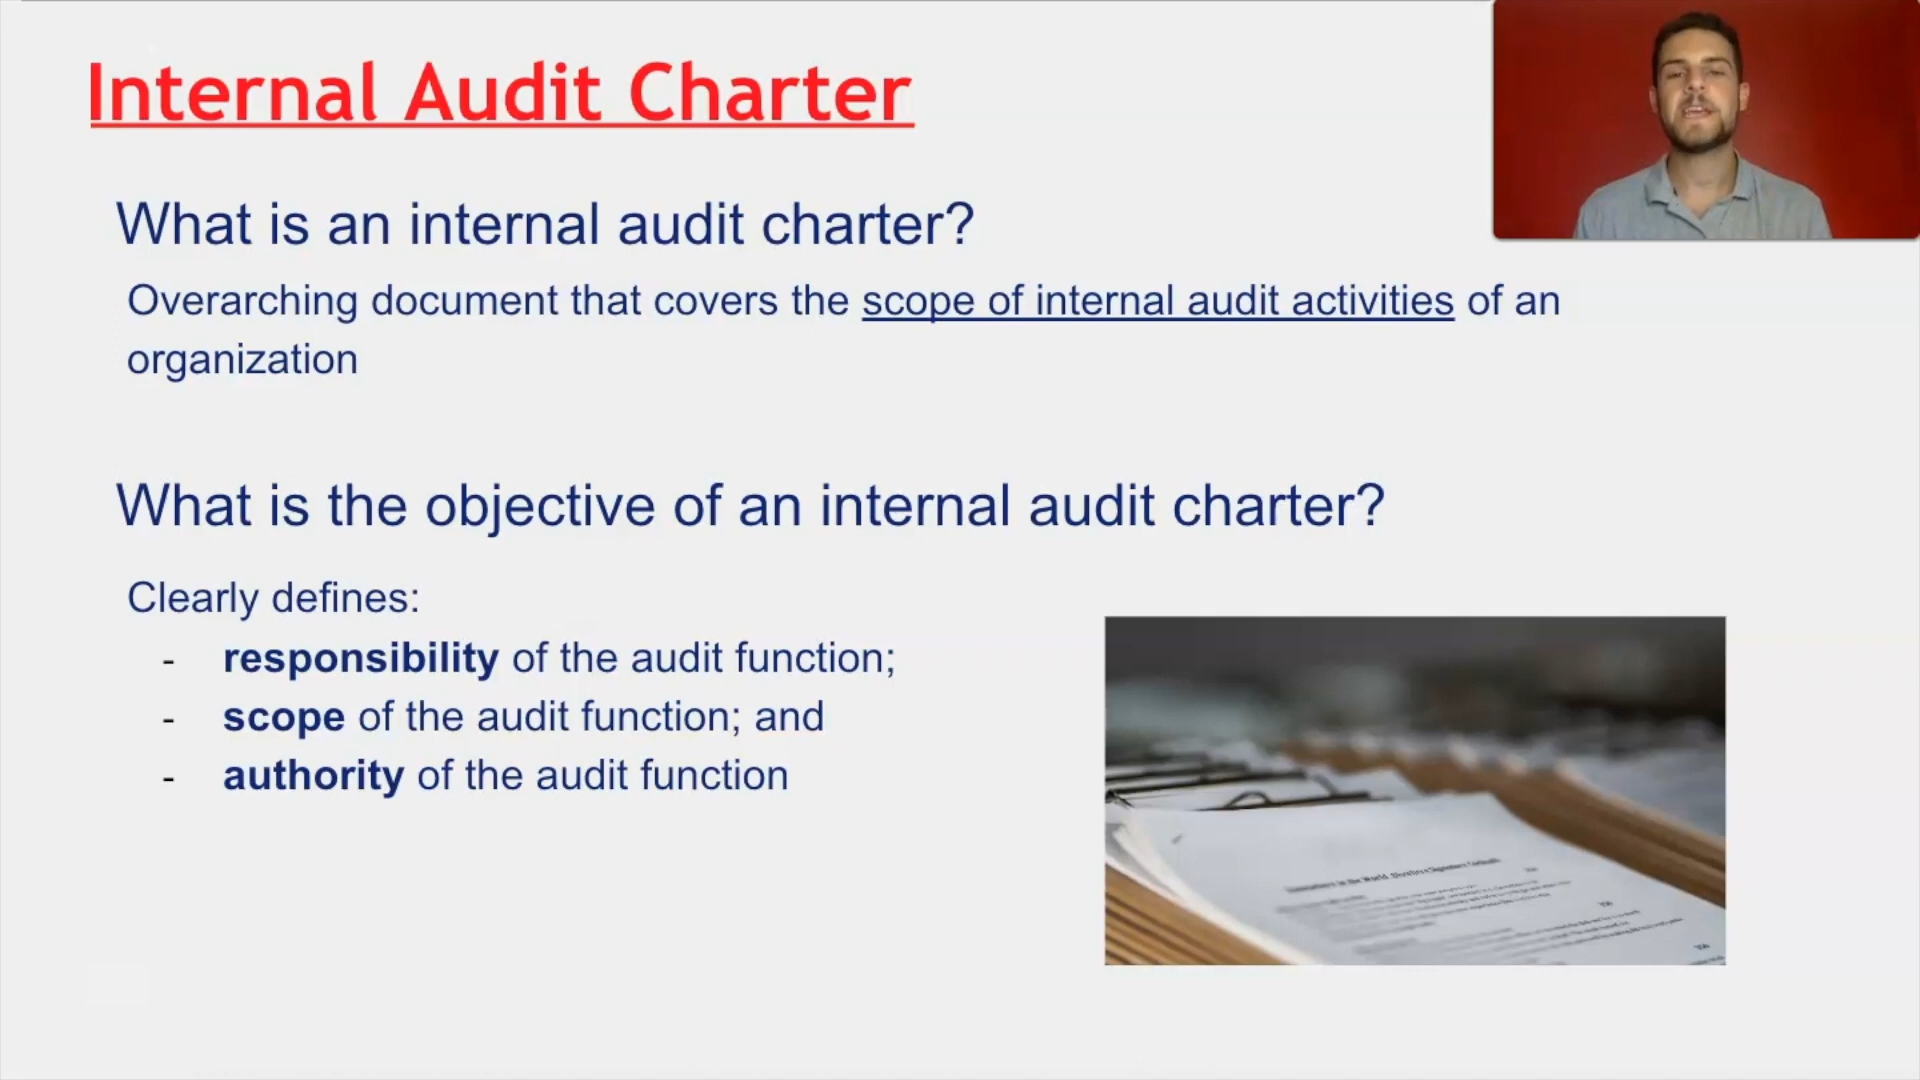 Internal Audit Charter
What is an internal audit charter?
Overarching document that covers the scope of internal audit activities of an
organization
What is the objective of an internal audit charter?
Clearly defines:
- responsibility of the audit function;
- scope of the audit function; and
- authority of the audit function